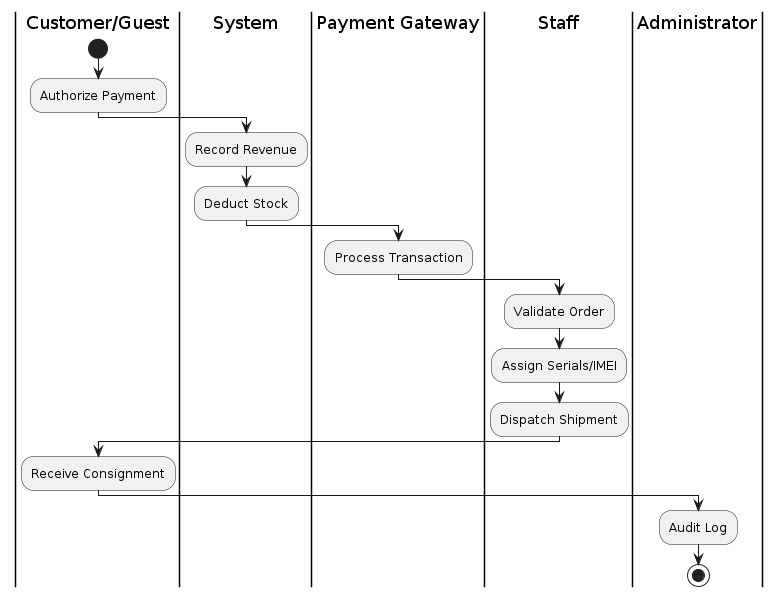 Customer/Guest
System
Payment Gateway
Staff
Administrator
Authorize Payment
Record Revenue
Deduct Stock
Process Transaction
Validate Order
Assign Serials/IMEI
Dispatch Shipment
Receive Consignment
Audit Log